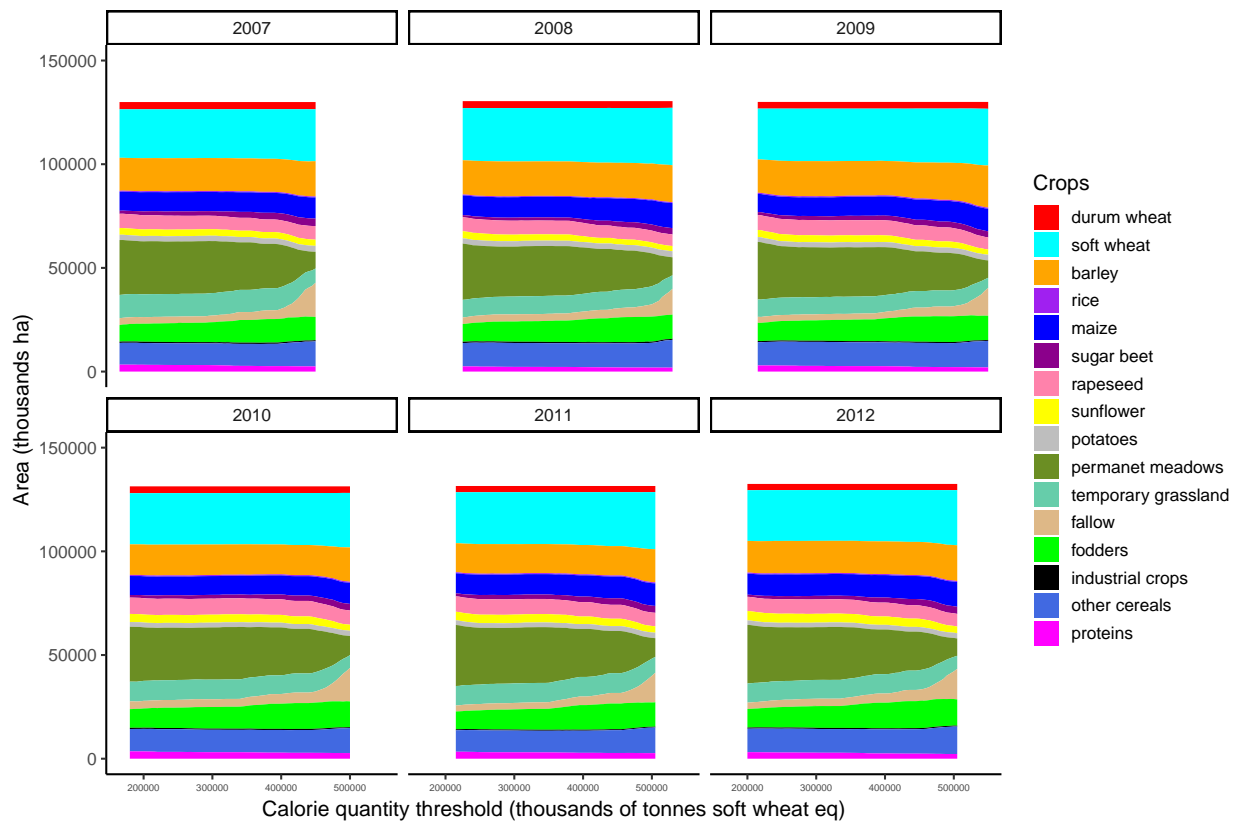 2007 2008 2009
150000
100000
50000
0
2010 2011 2012
150000
100000
50000
0
200000 300000 400000 500000 200000 300000 400000 500000 200000 300000 400000 500000
Calorie quantity threshold (thousands of tonnes soft wheat eq)
Area (thousands ha)
Crops
durum wheat
soft wheat
barley
rice
maize
sugar beet
rapeseed
sunflower
potatoes
permanet meadows
temporary grassland
fallow
fodders
industrial crops
other cereals
proteins